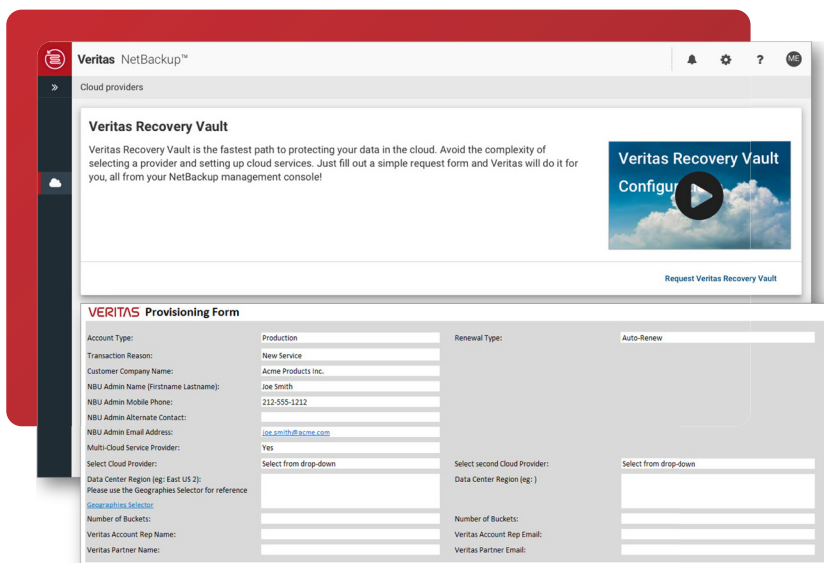 Veritas NetBackup™
? ME
Cloud providers
Veritas Recovery Vault
Veritas Recovery Vault is the fastest path to protecting your data in the cloud. Avoid the complexity of
selecting a provider and setting up cloud services. Just fill out a simple request form and Veritas will do it for
you, all from your NetBackup management console!
Veritas Recovery Vault
Configu
Request Veritas Recovery Vault
VERITAS Provisioning Form
Account Type: Production Renewal Type: Auto-Renew
Transaction Reason: New Service
Customer Company Name: Acme Products Inc.
NBU Admin Name (Firstname Lastname): Joe Smith
NBU Admin Mobile Phone: 212-555-1212
NBU Admin Alternate Contact:
NBU Admin Email Address: joe.smith@acme.com
Multi-Cloud Service Provider: Yes
Select Cloud Provider: Select from drop-down Select second Cloud Provider: Select from drop-down
Data Center Region (eg: East US 2): Data Center Region (eg: )
Please use the Geographies Selector for reference
Geographies Selector
Number of Buckets: Number of Buckets:
Veritas Account Rep Name: Veritas Account Rep Email:
Veritas Partner Name: Veritas Partner Email: